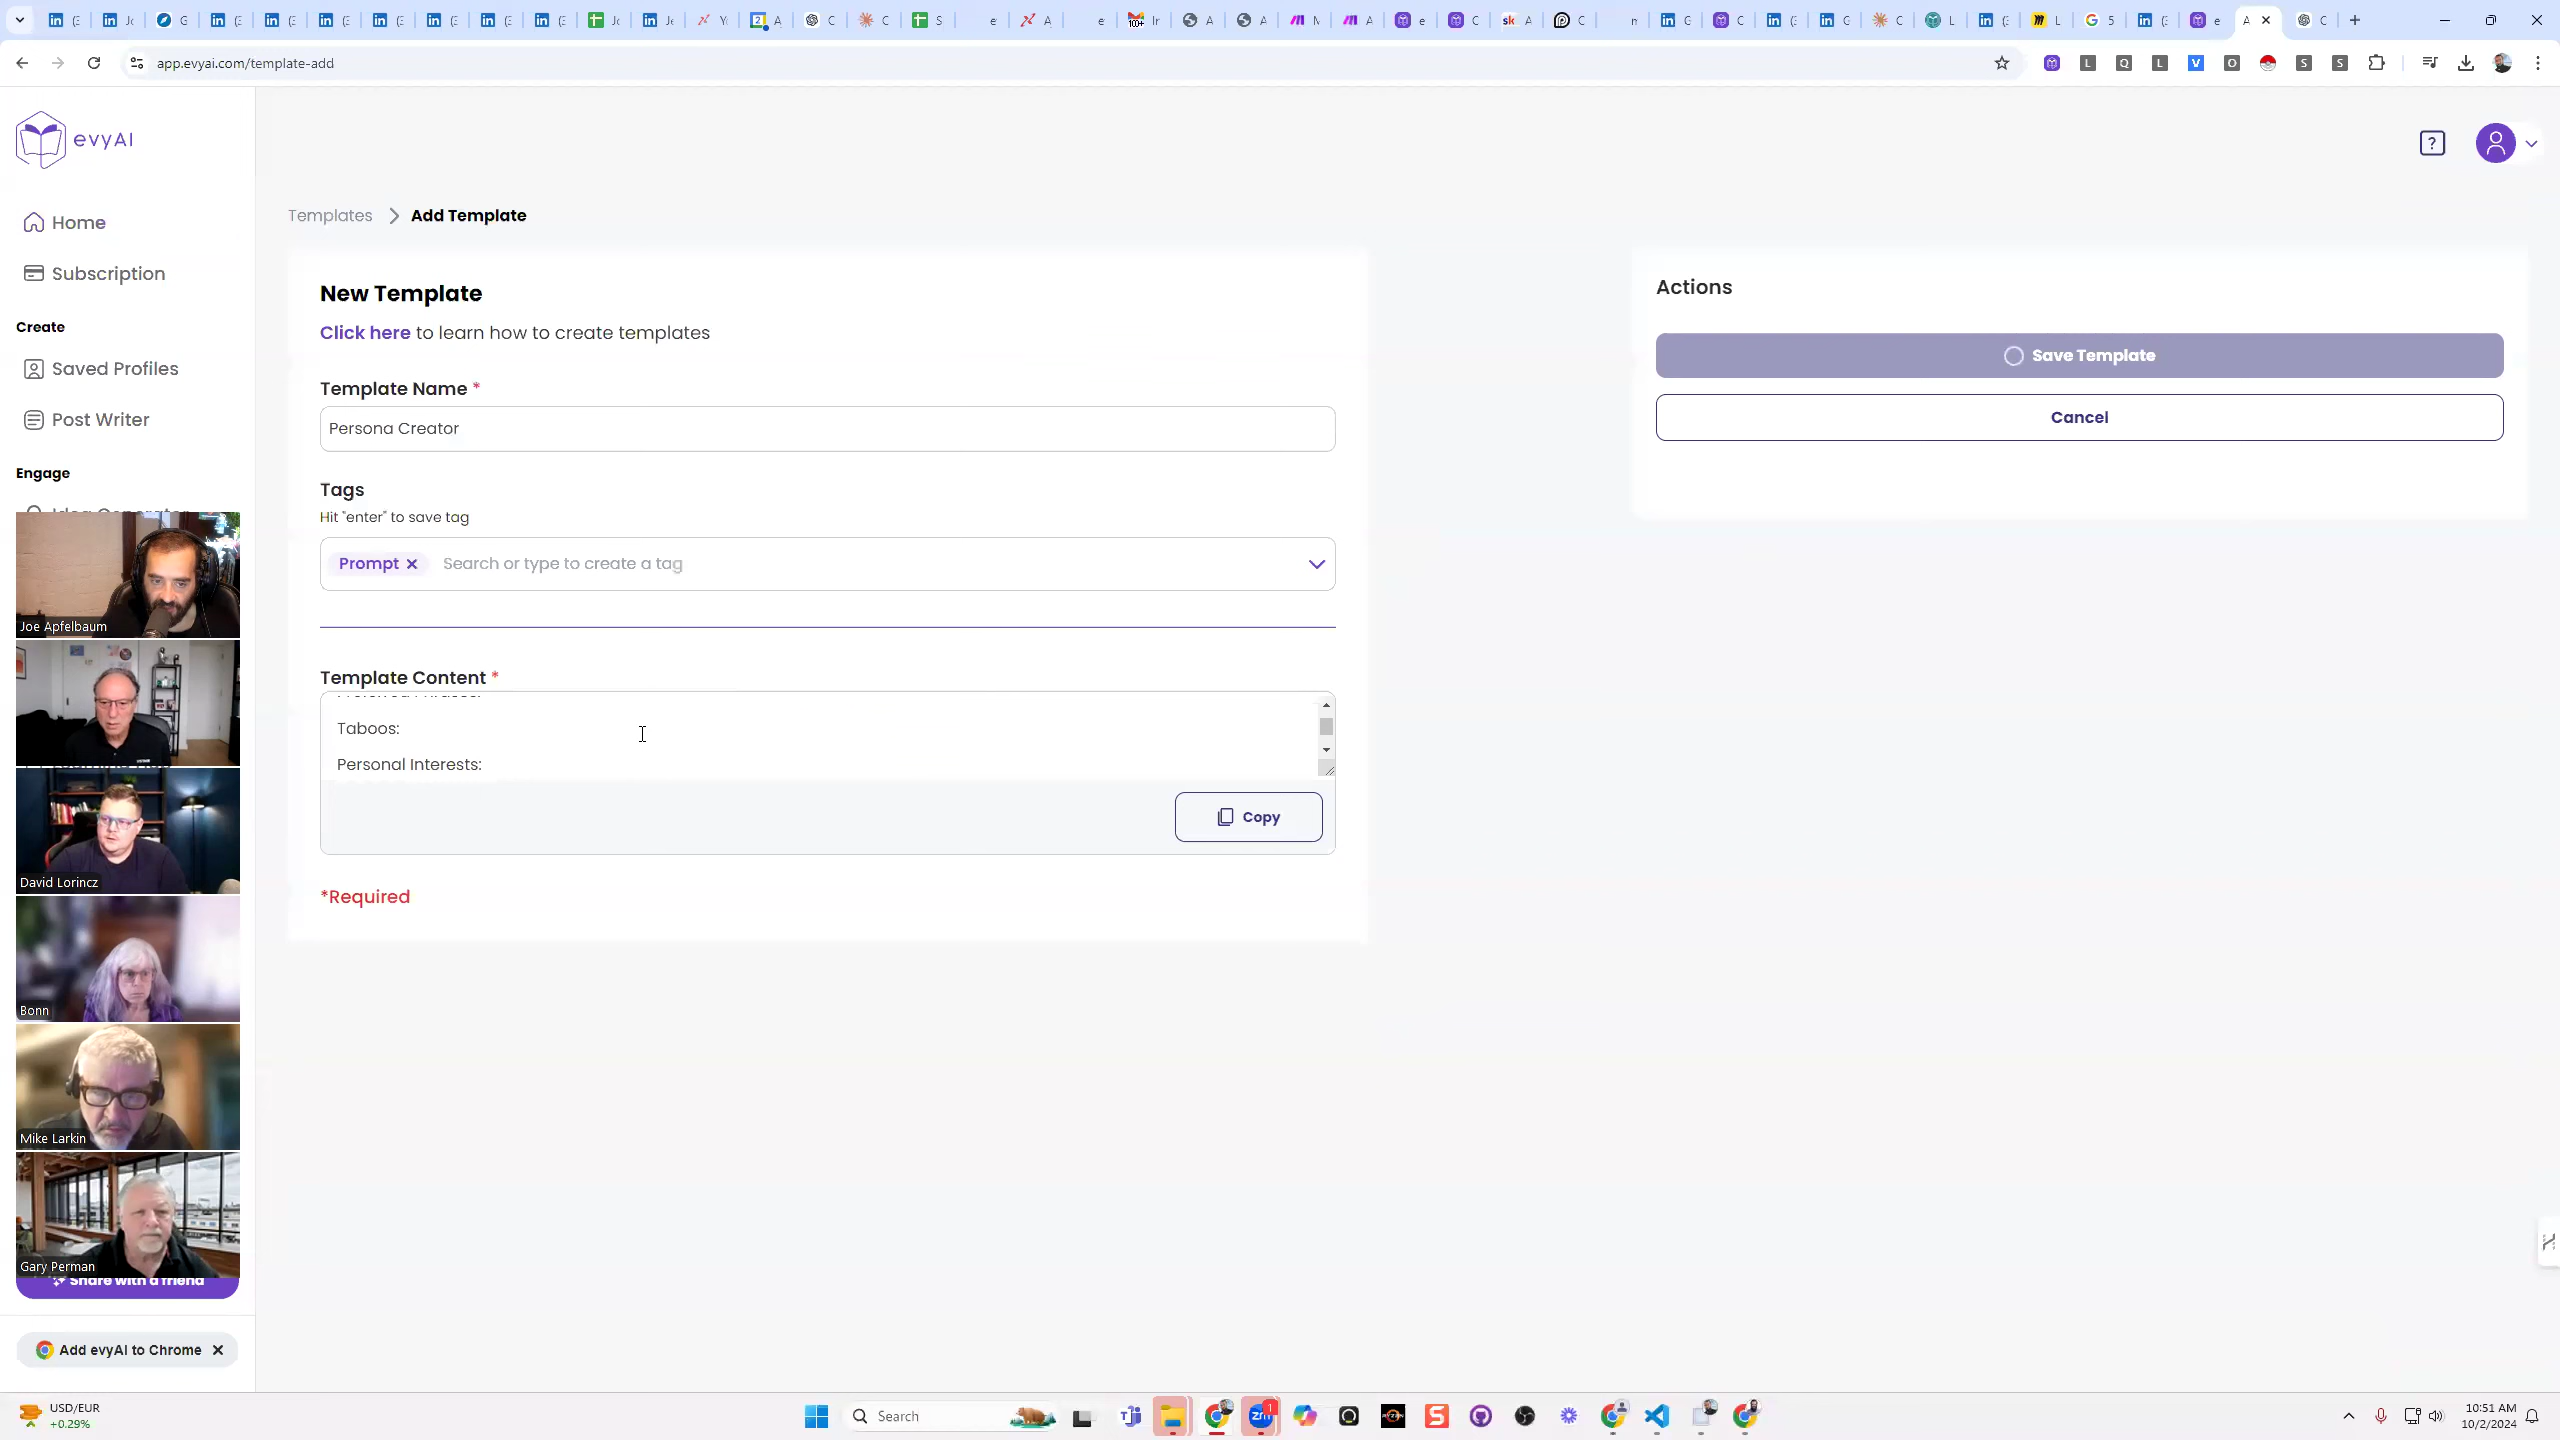 app.evyai.com/template-add
evyAI
Home
Subscription
Create
Saved Profiles
Post Writer
Engage
Joe Apfelbaum
David Lorincz
Bonn
Mike Larkin
Gary Perman
Share with a friend
Add evyAI to Chrome
Templates > Add Template
New Template
Click here to learn how to create templates
Template Name *
Persona Creator
Tags
Hit "enter" to save tag
Prompt × Search or type to create a tag
Template Content *
Taboos:
Personal Interests:
Copy
*Required
Actions
Save Template
Cancel
USD/EUR
+0.29%
Search
10:51 AM
10/2/2024